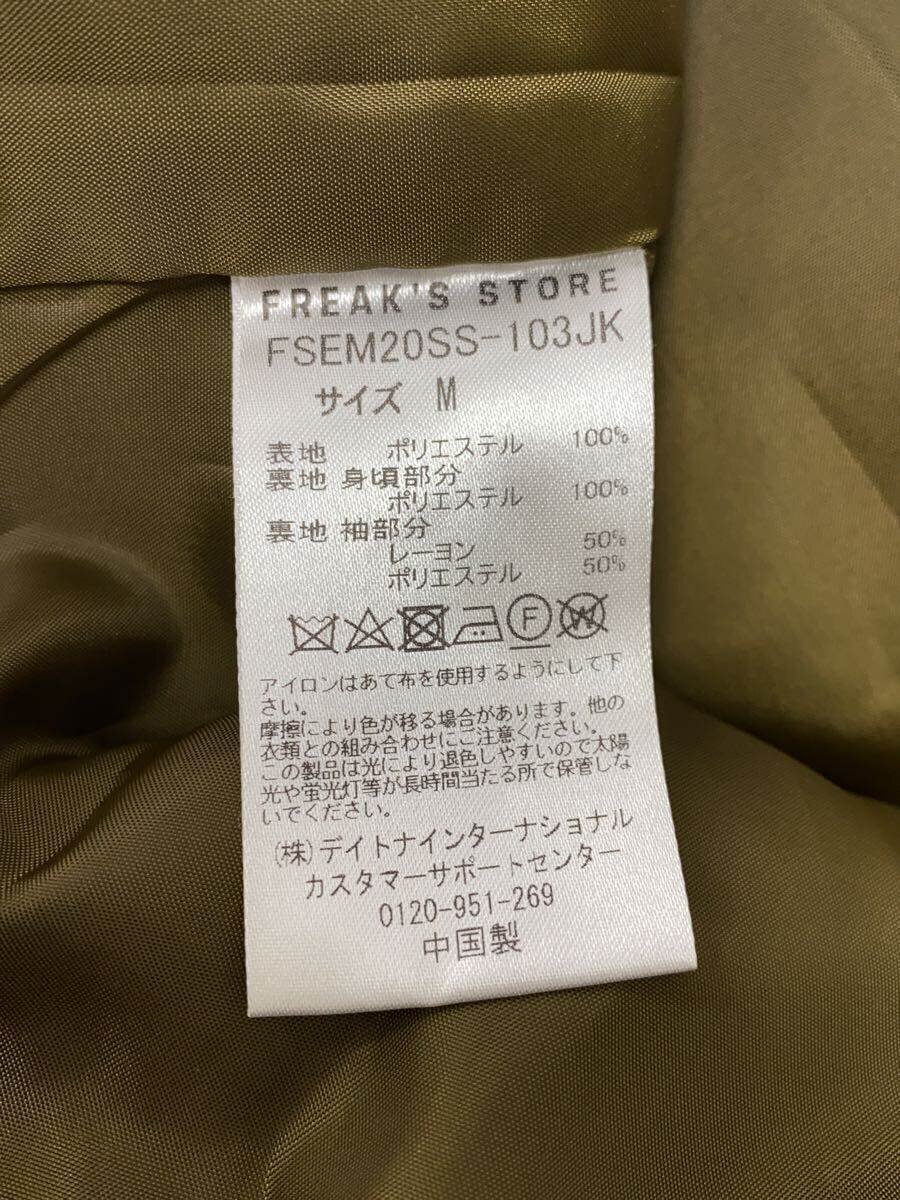 FREAK'S STORE
FSEM20SS-103JK
サイズ M
表地 ポリエステル 100%
裏地 身頃部分
ポリエステル 100%
裏地 袖部分
レーヨン 50%
ポリエステル 50%
F W
アイロンはあて布を使用するようにして下
さい。
摩擦により色が移る場合があります。他の
衣類との組み合わせにご注意ください。
この製品は光により退色しやすいので太陽
光や蛍光灯等が長時間当たる所で保管しな
いでください。
(株)デイトナインターナショナル
カスタマーサポートセンター
0120-951-269
中国製